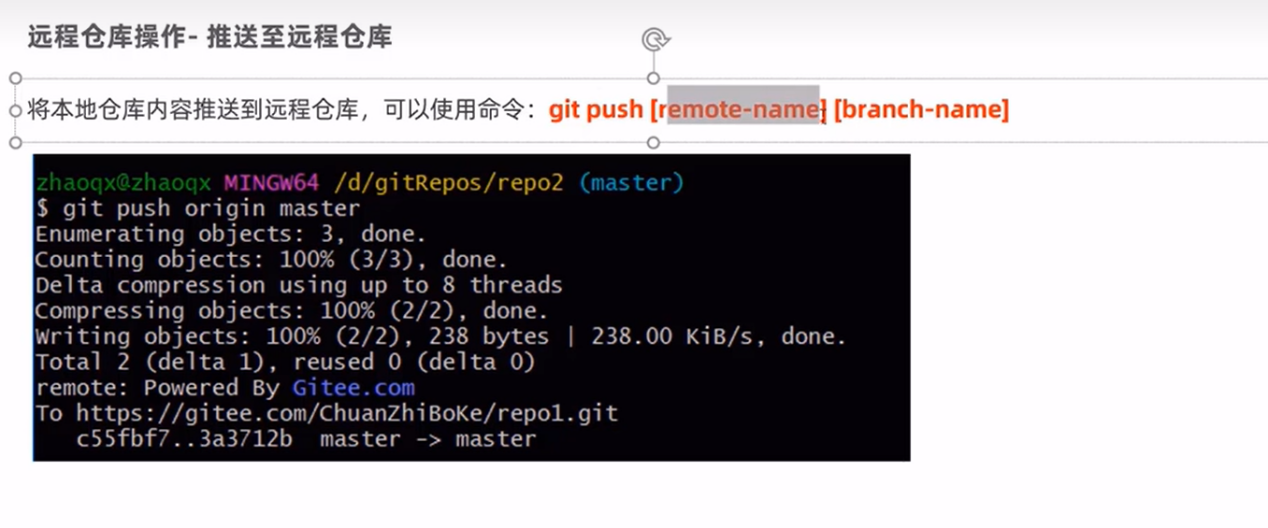 远程仓库操作- 推送至远程仓库
将本地仓库内容推送到远程仓库，可以使用命令：git push [remote-name] [branch-name]
zhaoqx@zhaoqx MINGW64 /d/gitRepos/repo2 (master)
$ git push origin master
Enumerating objects: 3, done.
Counting objects: 100% (3/3), done.
Delta compression using up to 8 threads
Compressing objects: 100% (2/2), done.
Writing objects: 100% (2/2), 238 bytes | 238.00 KiB/s, done.
Total 2 (delta 1), reused 0 (delta 0)
remote: Powered By Gitee.com
To https://gitee.com/ChuanZhiBoKe/repo1.git
   c55fbf7..3a3712b  master -> master